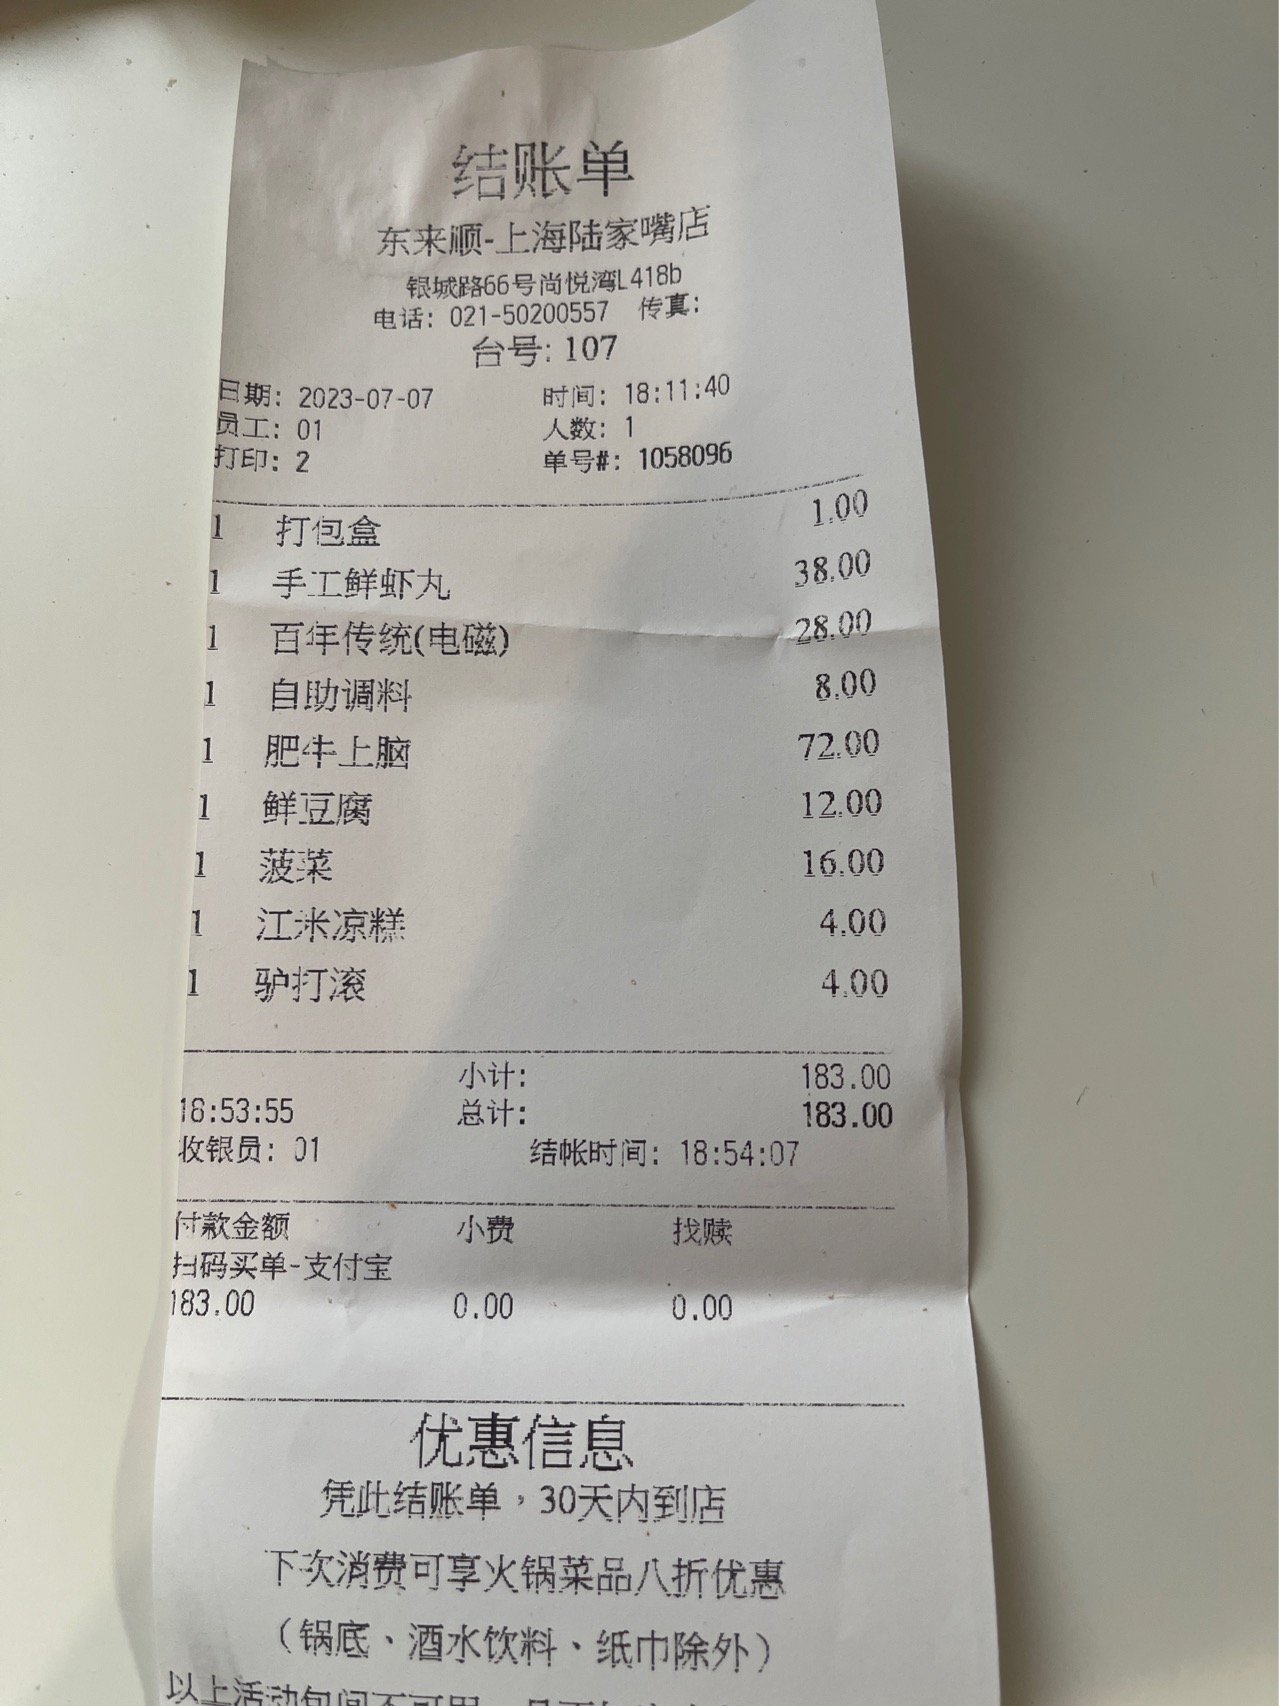 结账单
东来顺-上海陆家嘴店
银城路66号尚悦湾L418b
电话: 021-50200557 传真:
台号: 107
日期: 2023-07-07 时间: 18:11:40
员工: 01 人数: 1
打印: 2 单号#: 1058096
1 打包盒 1.00
1 手工鲜虾丸 38.00
1 百年传统(电磁) 28.00
1 自助调料 8.00
1 肥牛上脑 72.00
1 鲜豆腐 12.00
1 菠菜 16.00
1 江米凉糕 4.00
1 驴打滚 4.00
小计: 183.00
18:53:55 总计: 183.00
收银员: 01 结帐时间: 18:54:07
付款金额 小费 找赎
扫码买单-支付宝
183.00 0.00 0.00
优惠信息
凭此结账单，30天内到店
下次消费可享火锅菜品八折优惠
（锅底、酒水饮料、纸巾除外）
以上活动包间不可用